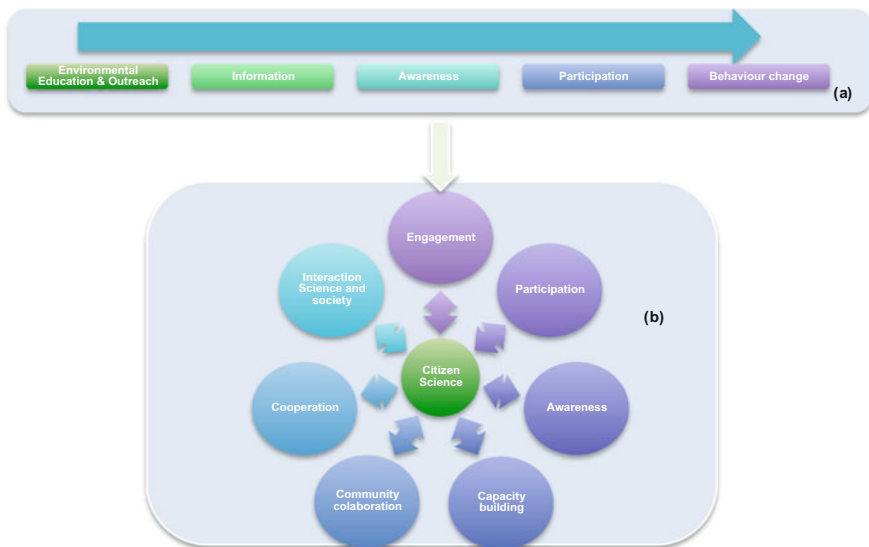 Environmental
Education & Outreach
Information
Awareness
Participation
Behaviour change
(a)
Engagement
Interaction
Science and
society
Participation
(b)
Citizen
Science
Cooperation
Awareness
Community
colaboration
Capacity
building